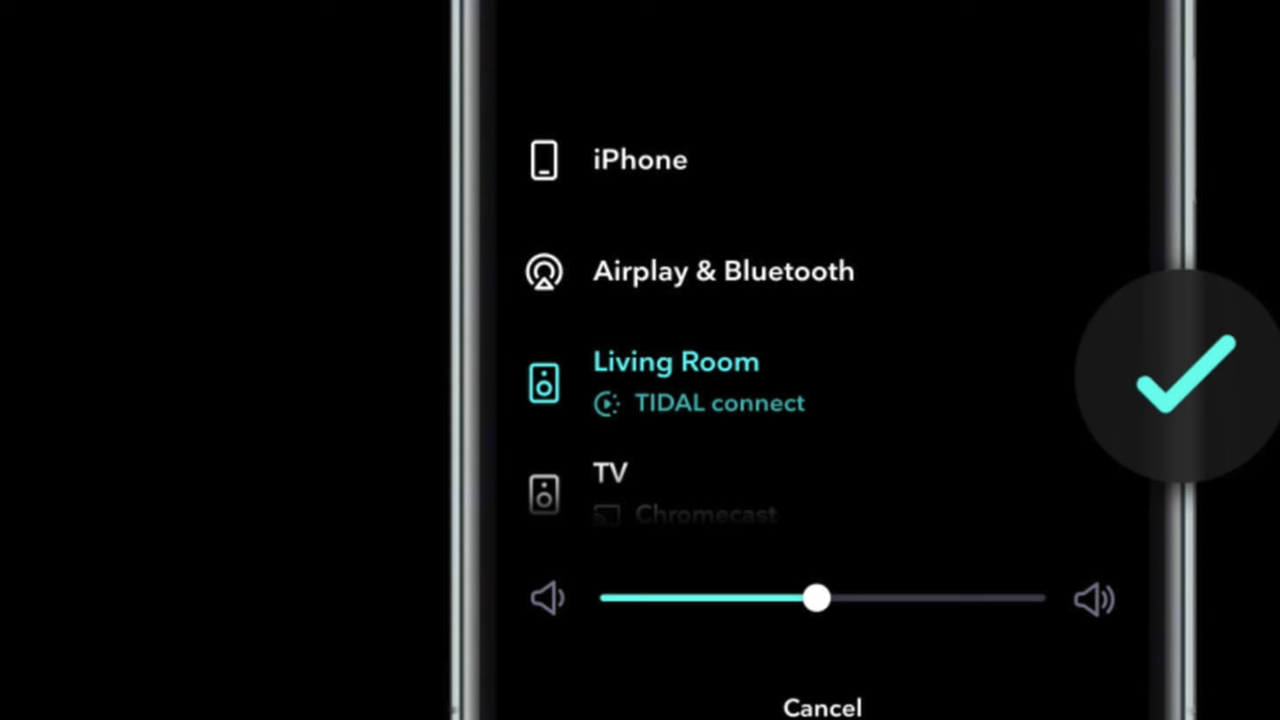 iPhone
Airplay & Bluetooth
Living Room
TIDAL connect
TV
Chromecast
Cancel